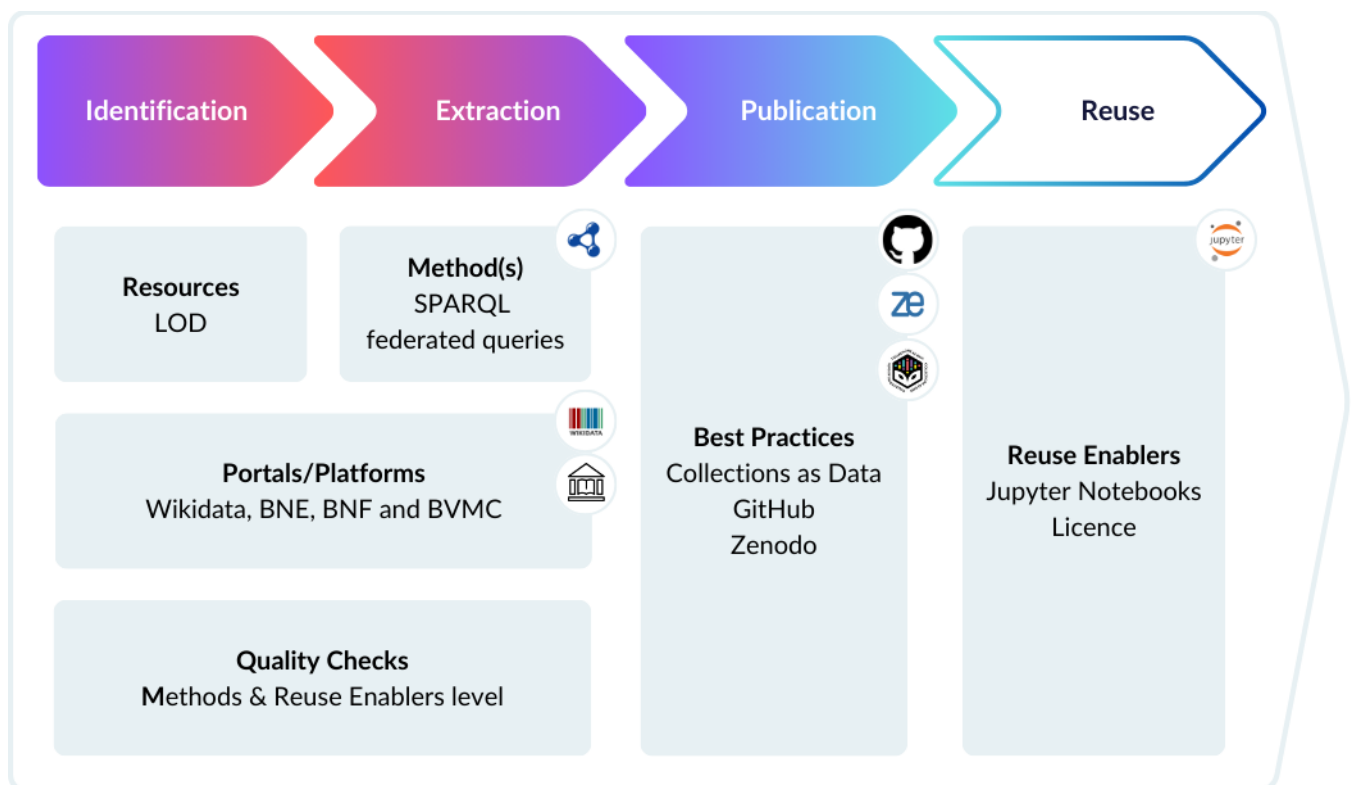 Identification
Extraction
Publication
Reuse
Resources
LOD
Method(s)
SPARQL
federated queries
Portals/Platforms
Wikidata, BNE, BNF and BVMC
WIKIDATA
Quality Checks
Methods & Reuse Enablers level
ze
Best Practices
Collections as Data
GitHub
Zenodo
jupyter
Reuse Enablers
Jupyter Notebooks
Licence